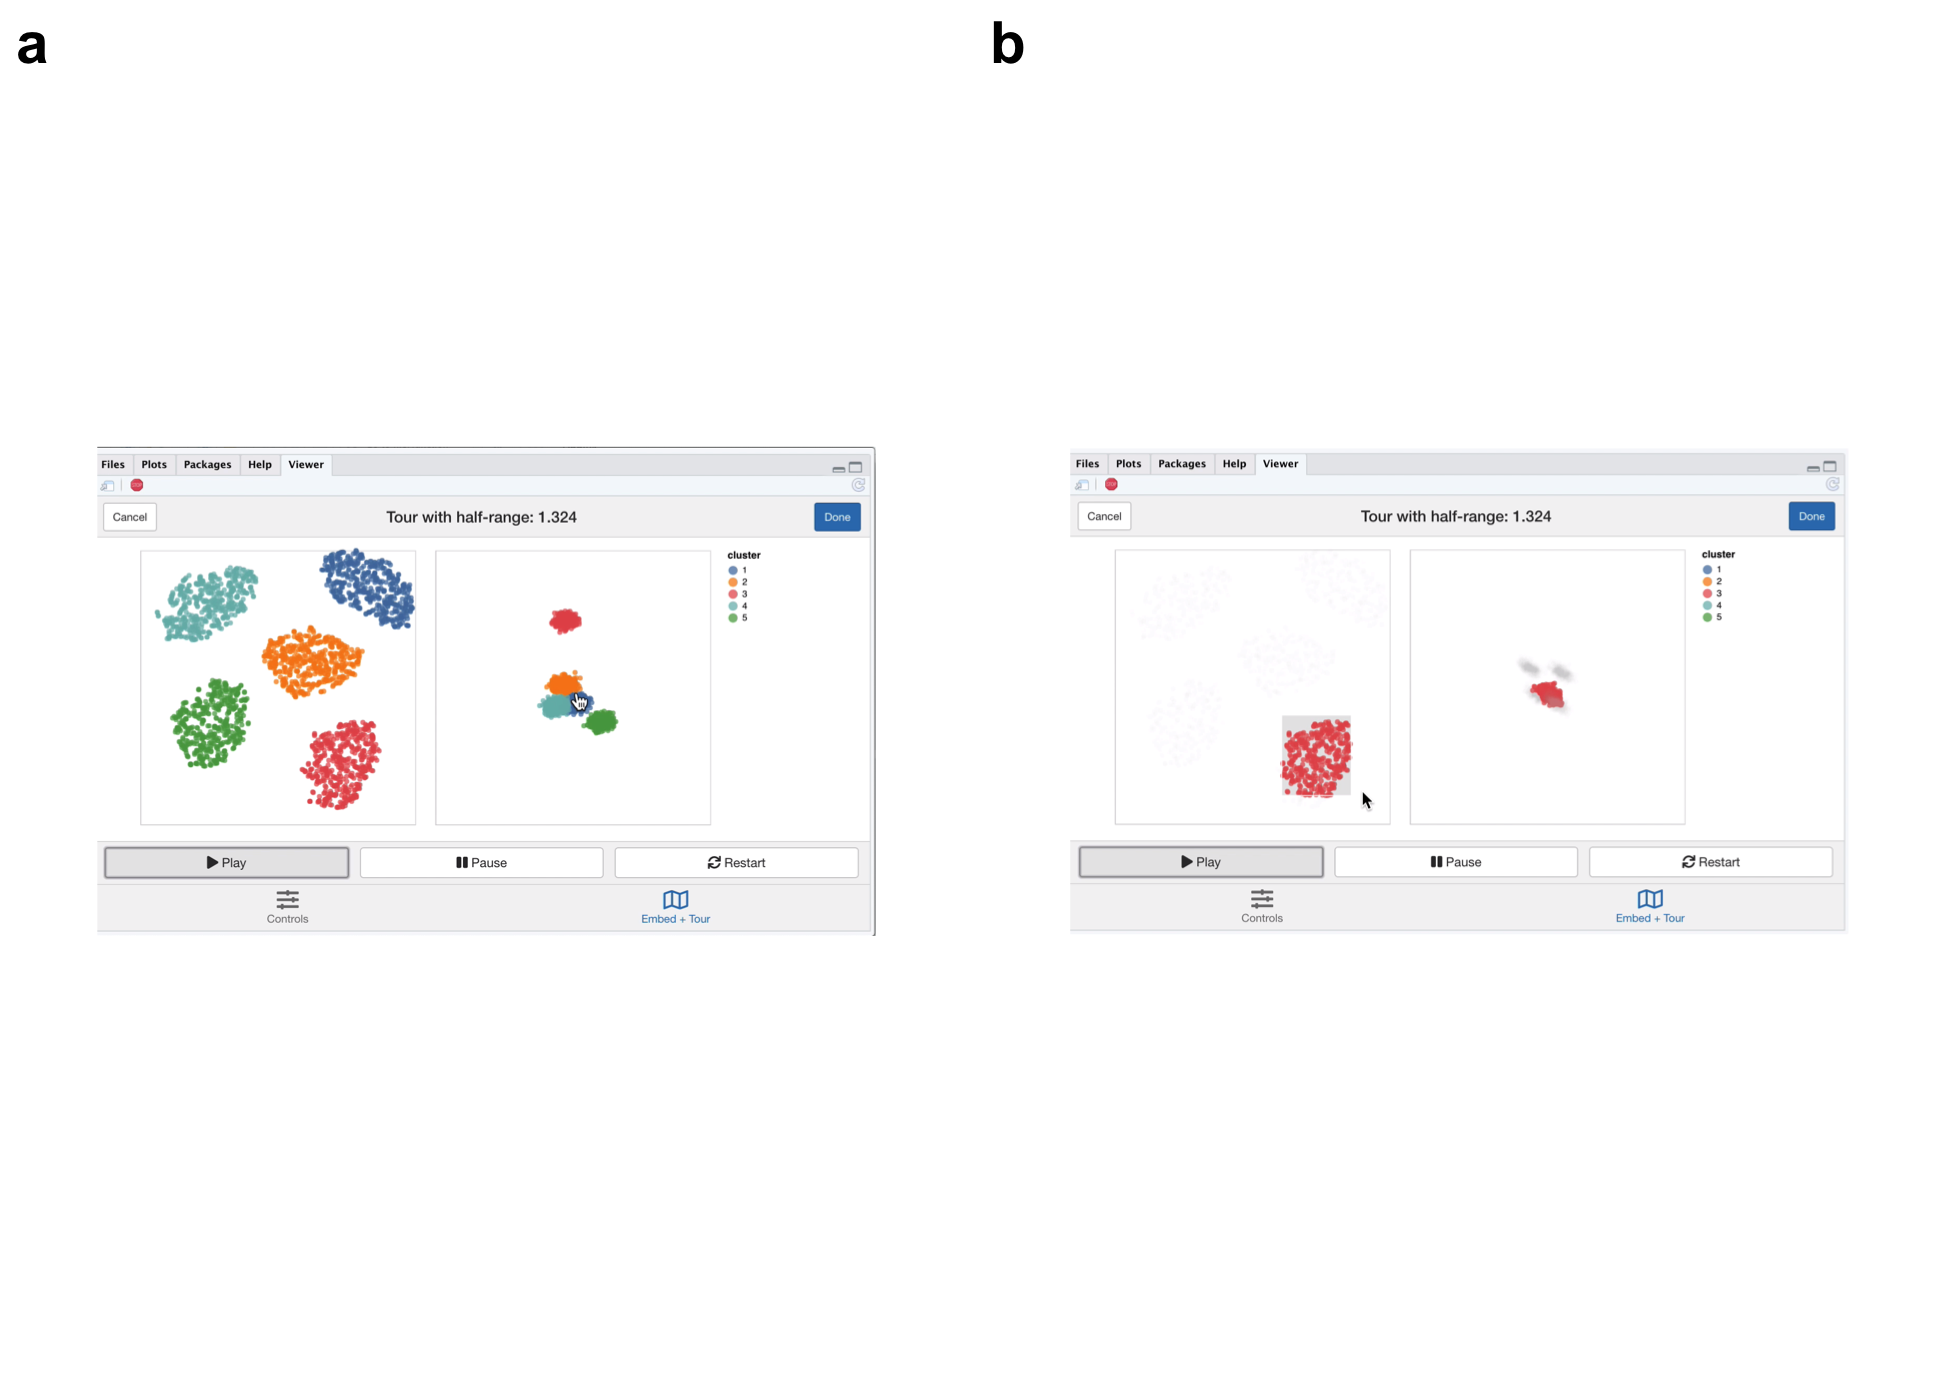 a
Files Plots Packages Help Viewer
Cancel Tour with half-range: 1.324 Done
cluster
1
2
3
4
5
Play Pause Restart
Controls Embed + Tour
b
Files Plots Packages Help Viewer
Cancel Tour with half-range: 1.324 Done
cluster
1
2
3
4
5
Play Pause Restart
Controls Embed + Tour